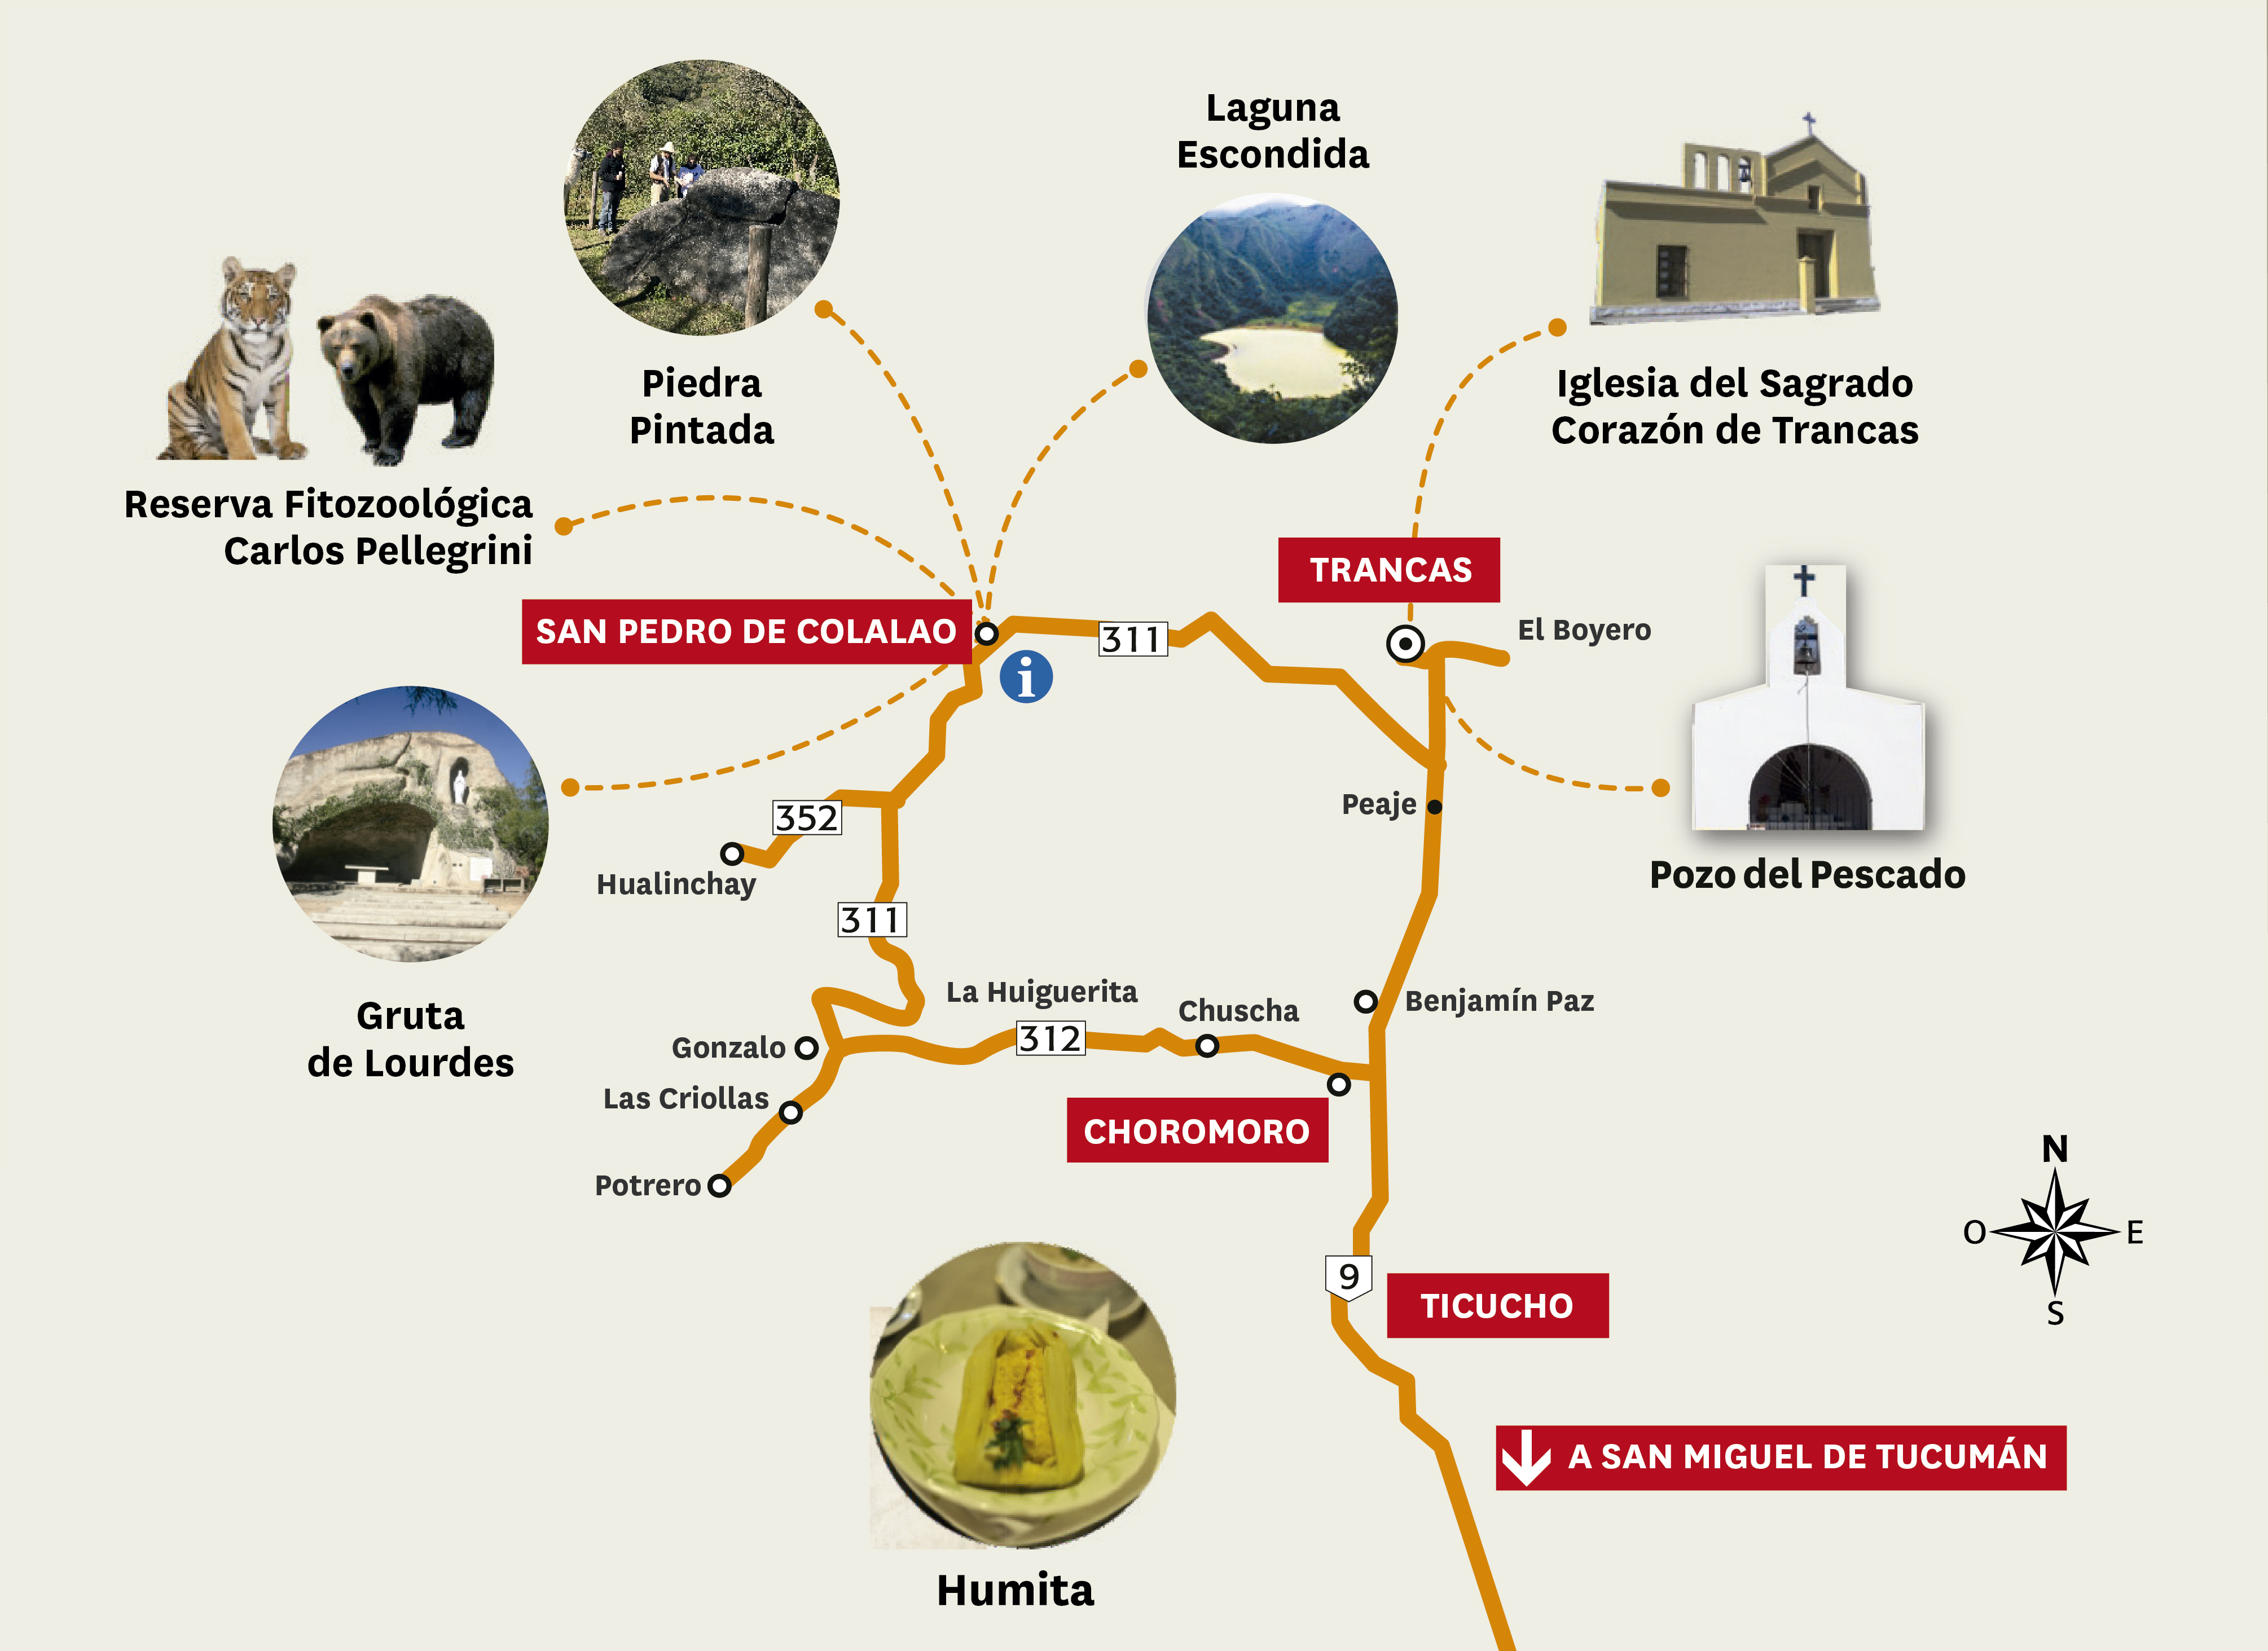 Laguna
Escondida
Piedra
Pintada
Iglesia del Sagrado
Corazón de Trancas
Reserva Fitozoológica
Carlos Pellegrini
TRANCAS
SAN PEDRO DE COLALAO
311
El Boyero
i
Peaje
352
Pozo del Pescado
Hualinchay
311
La Huiguerita
Chuscha
Benjamín Paz
Gruta
de Lourdes
312
Gonzalo
Las Criollas
CHOROMORO
Potrero
N
O
E
S
9
TICUCHO
A SAN MIGUEL DE TUCUMÁN
Humita